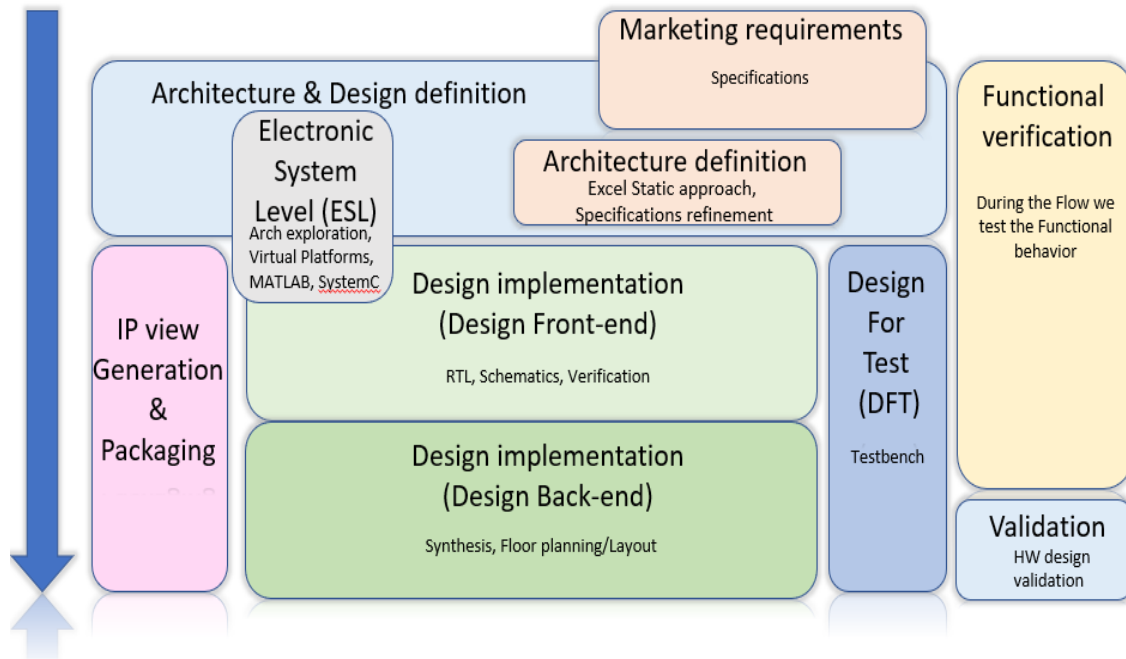 Marketing requirements
Specifications
Architecture & Design definition
Electronic
System
Level (ESL)
Arch exploration,
Virtual Platforms,
MATLAB, SystemC
Architecture definition
Excel Static approach,
Specifications refinement
Functional
verification
During the Flow we
test the Functional
behavior
IP view
Generation
&
Packaging
Design implementation
(Design Front-end)
RTL, Schematics, Verification
Design
For
Test
(DFT)
Testbench
Design implementation
(Design Back-end)
Synthesis, Floor planning/Layout
Validation
HW design
validation